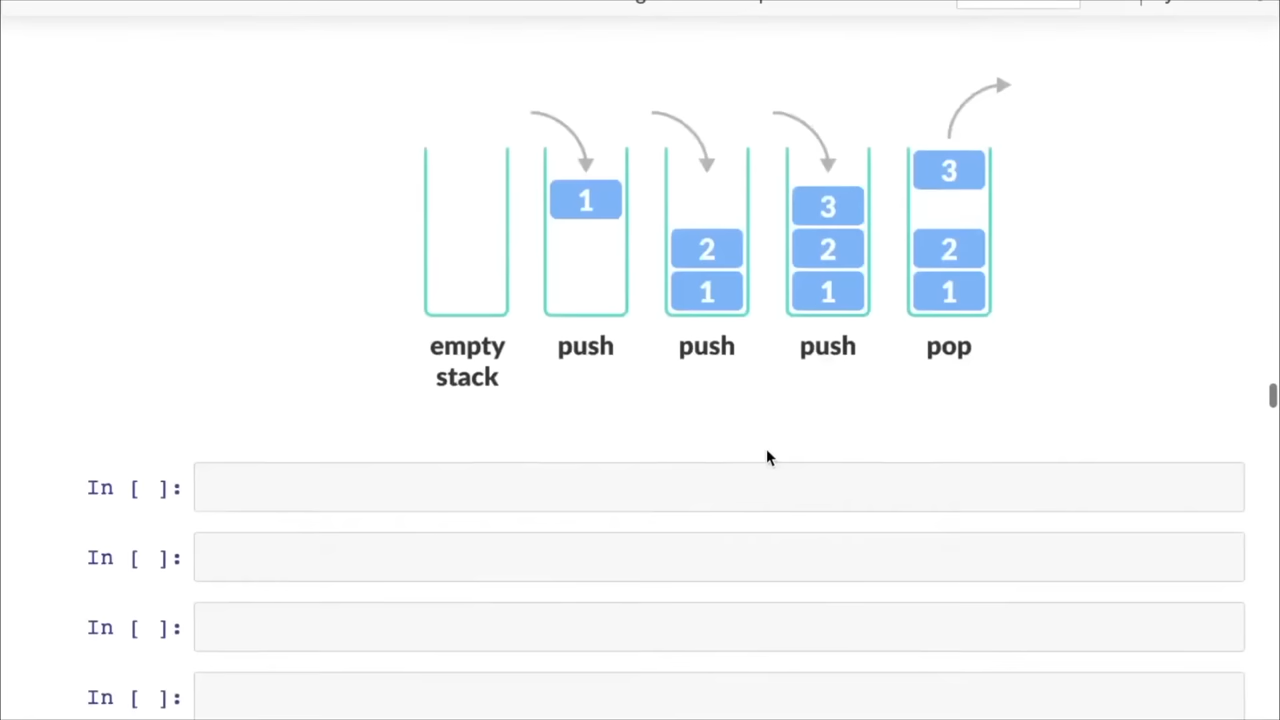 1
2
1
3
2
1
3
2
1
empty
stack
push
push
push
pop
In [ ]:
In [ ]:
In [ ]:
In [ ]: